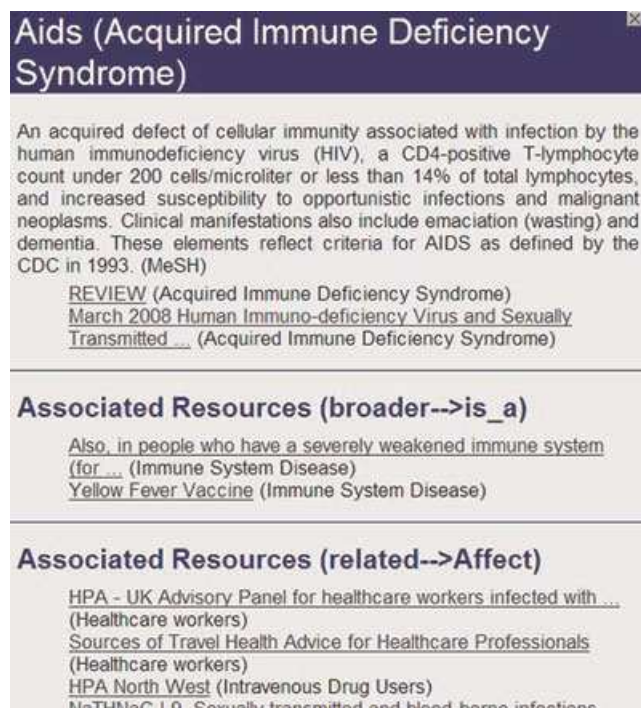 Aids (Acquired Immune Deficiency
Syndrome)
An acquired defect of cellular immunity associated with infection by the
human immunodeficiency virus (HIV), a CD4-positive T-lymphocyte
count under 200 cells/microliter or less than 14% of total lymphocytes,
and increased susceptibility to opportunistic infections and malignant
neoplasms. Clinical manifestations also include emaciation (wasting) and
dementia. These elements reflect criteria for AIDS as defined by the
CDC in 1993. (MeSH)
REVIEW (Acquired Immune Deficiency Syndrome)
March 2008 Human Immuno-deficiency Virus and Sexually
Transmitted ... (Acquired Immune Deficiency Syndrome)
Associated Resources (broader-->is_a)
Also, in people who have a severely weakened immune system
(for ... (Immune System Disease)
Yellow Fever Vaccine (Immune System Disease)
Associated Resources (related-->Affect)
HPA - UK Advisory Panel for healthcare workers infected with ...
(Healthcare workers)
Sources of Travel Health Advice for Healthcare Professionals
(Healthcare workers)
HPA North West (Intravenous Drug Users)
Sexually transmitted and blood-borne infections